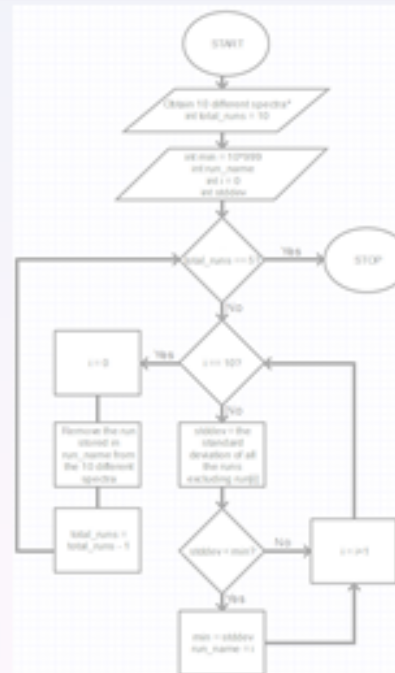 START
Obtain 10 different spectra*
int total_runs = 10
int min = 10^999
int run_name
int i = 0
int stddev
total_runs == 5?
Yes
STOP
No
i == 10?
Yes
i = 0
No
Remove the run
stored in
run_name from
the 10 different
spectra
stddev = the
standard
deviation of all
the runs
excluding run[i]
total_runs =
total_runs - 1
stddev < min?
No
i = i+1
Yes
min = stddev
run_name = i